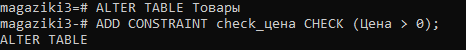 magaziki3=# ALTER TABLE Товары
magaziki3-# ADD CONSTRAINT check_цена CHECK (Цена > 0);
ALTER TABLE